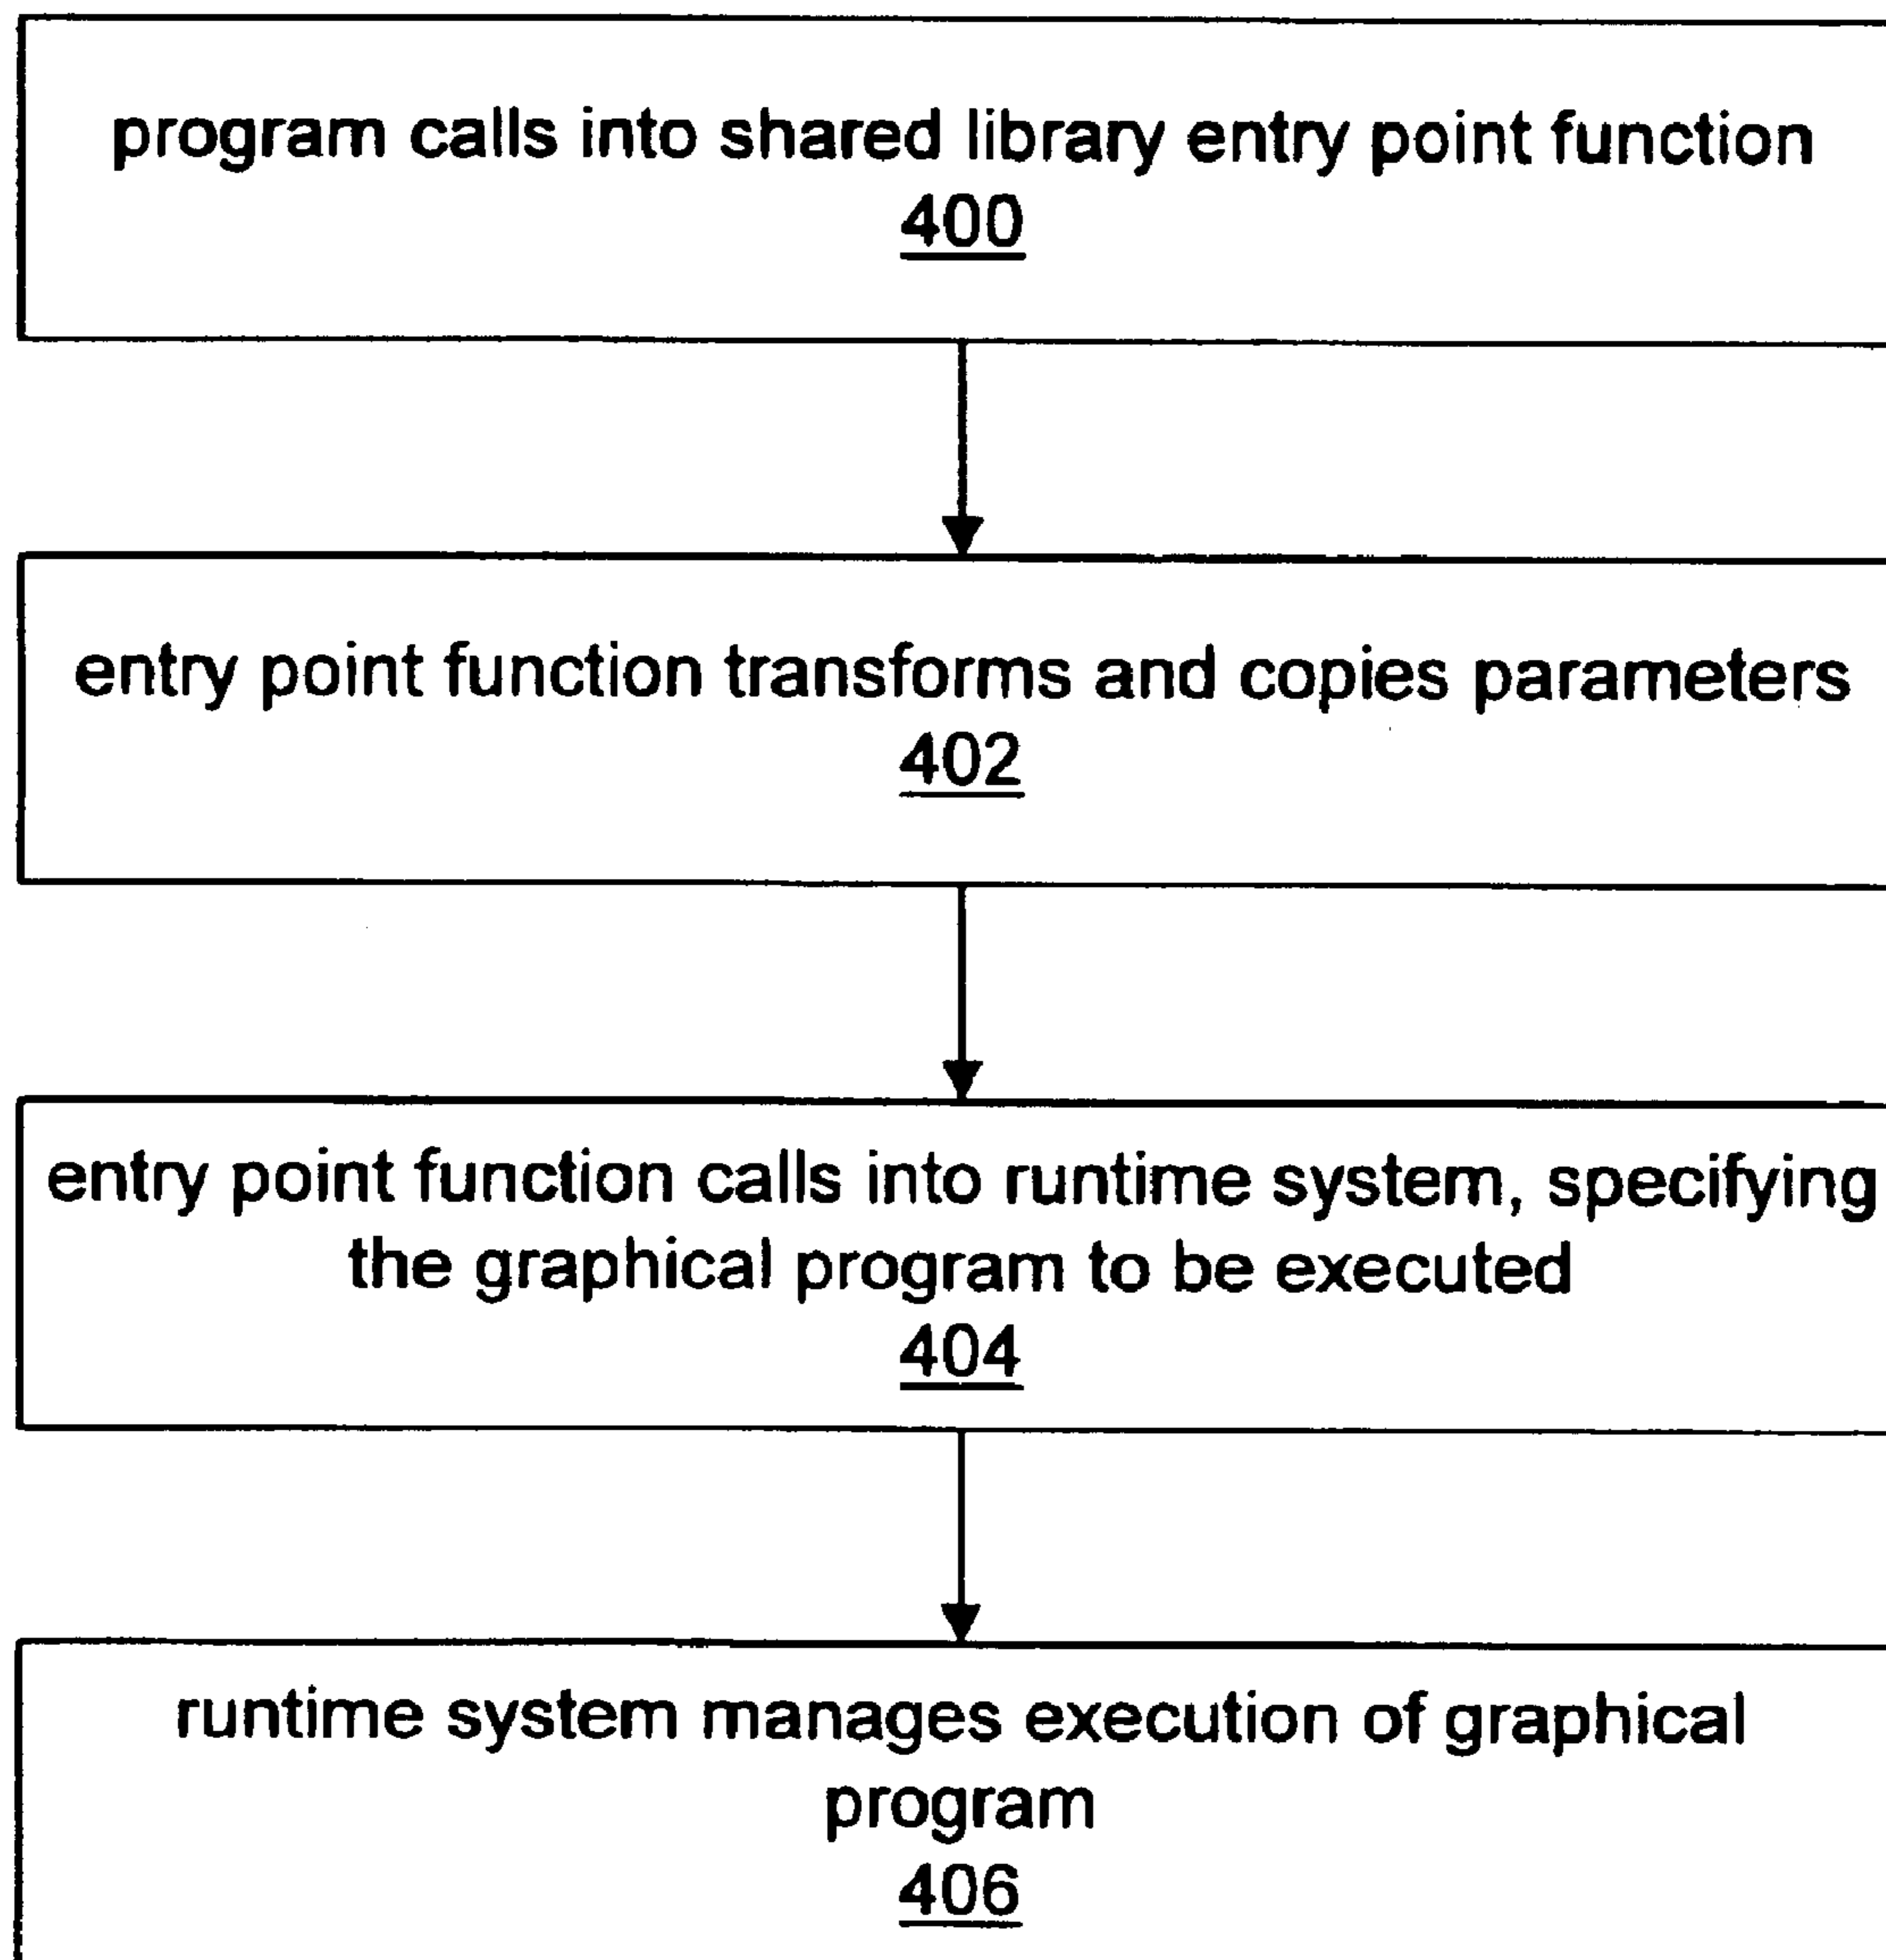 program calls into shared library entry point function
400
entry point function transforms and copies parameters
402
entry point function calls into runtime system, specifying
the graphical program to be executed
404
runtime system manages execution of graphical
program
406